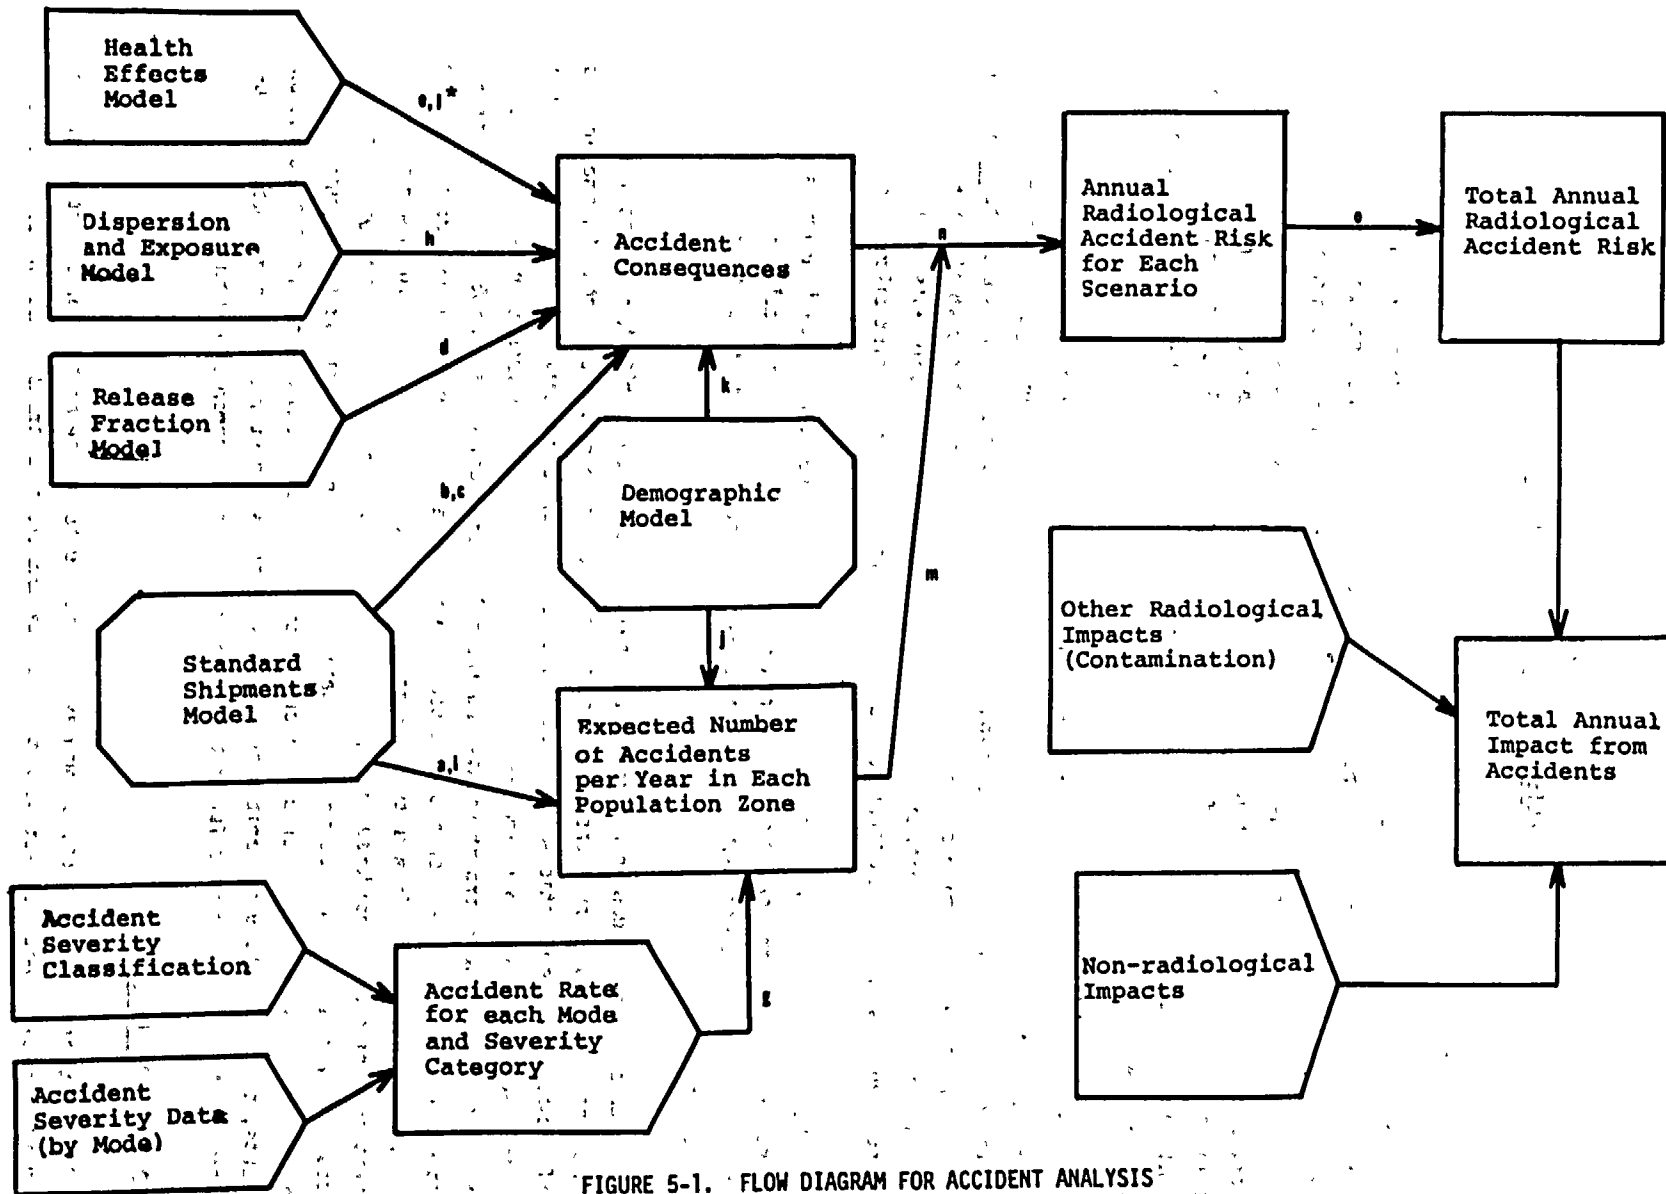 Health
Effects
Model
Dispersion
and Exposure
Model
h
Release
Fraction
Model
d
b,c
Accident
Consequences
k
Demographic
Model
j
Standard
Shipments
Model
a,i
Expected Number
of Accidents
per Year in Each
Population Zone
m
n
Annual
Radiological
Accident Risk
for Each
Scenario
Total Annual
Radiological
Accident Risk
Other Radiological
Impacts
(Contamination)
Total Annual
Impact from
Accidents
Non-radiological
Impacts
Accident
Severity
Classification
Accident
Severity Data
(by Mode)
Accident Rate
for each Mode
and Severity
Category
g
FIGURE 5-1. FLOW DIAGRAM FOR ACCIDENT ANALYSIS